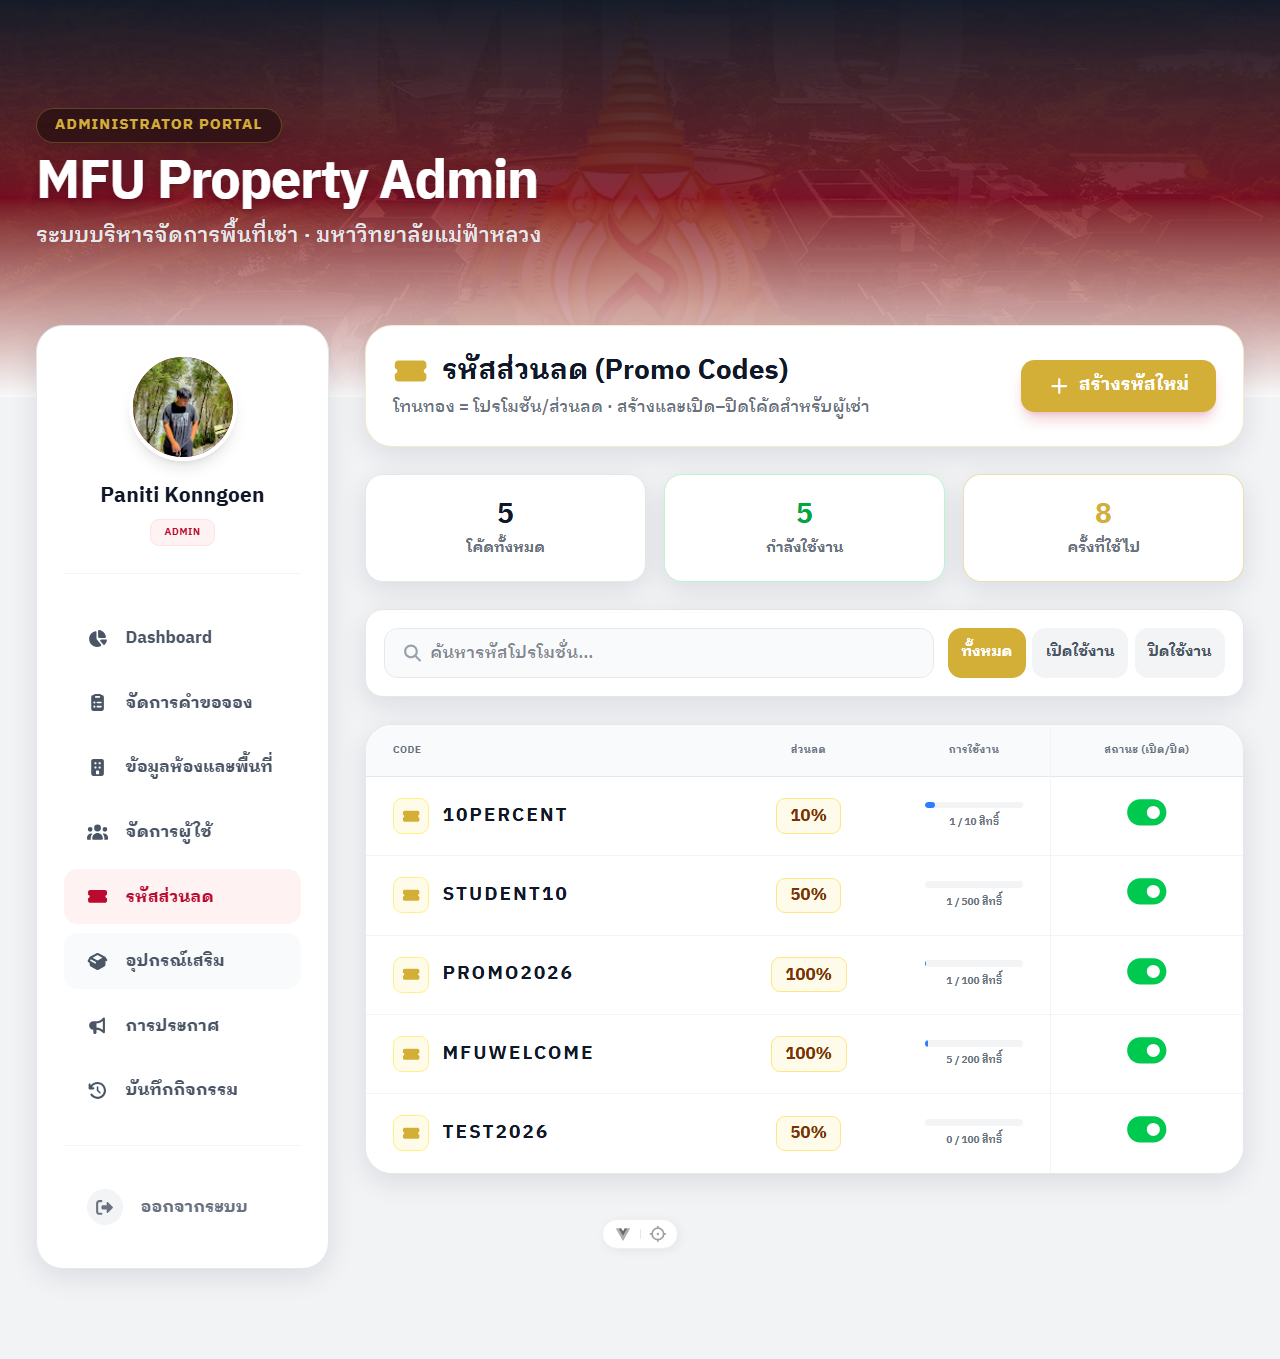 ADMINISTRATOR PORTAL
MFU Property Admin
ระบบบริหารจัดการพื้นที่เช่า · มหาวิทยาลัยแม่ฟ้าหลวง
Paniti Konngoen
ADMIN
Dashboard
จัดการคำขอจอง
ข้อมูลห้องและพื้นที่
จัดการผู้ใช้
รหัสส่วนลด
อุปกรณ์เสริม
การประกาศ
บันทึกกิจกรรม
ออกจากระบบ
รหัสส่วนลด (Promo Codes)
โทนทอง = โปรโมชัน/ส่วนลด · สร้างและเปิด–ปิดโค้ดสำหรับผู้เช่า
สร้างรหัสใหม่
5
โค้ดทั้งหมด
5
กำลังใช้งาน
8
ครั้งที่ใช้ไป
ค้นหารหัสโปรโมชั่น...
ทั้งหมด
เปิดใช้งาน
ปิดใช้งาน
CODE ส่วนลด การใช้งาน สถานะ (เปิด/ปิด)
10PERCENT 10% 1 / 10 สิทธิ์
STUDENT10 50% 1 / 500 สิทธิ์
PROMO2026 100% 1 / 100 สิทธิ์
MFUWELCOME 100% 5 / 200 สิทธิ์
TEST2026 50% 0 / 100 สิทธิ์